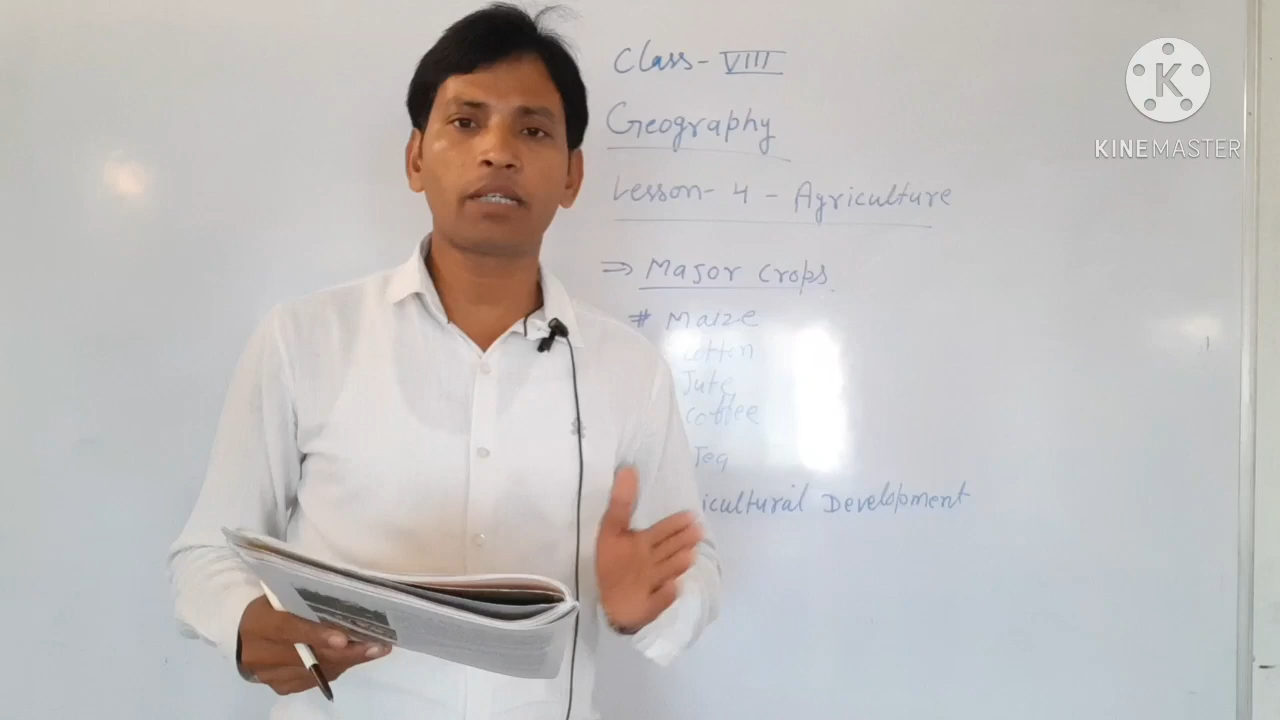 Class - VIII
Geography
Lesson - 4 - Agriculture
⇒ Major crops
# Maize
Cotton
Jute
Coffee
Tea
icultural Development
K
KINEMASTER